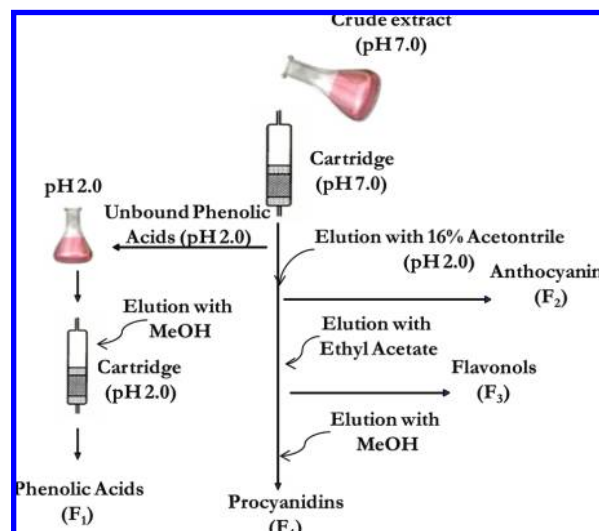 Crude extract
(pH 7.0)
Cartridge
(pH 7.0)
pH 2.0
Unbound Phenolic
Acids (pH 2.0)
Elution with 16% Acetontrile
(pH 2.0)
Anthocyanin
(F2)
Elution with
MeOH
Elution with
Ethyl Acetate
Cartridge
(pH 2.0)
Flavonols
(F3)
Elution with
MeOH
Phenolic Acids
(F1)
Procyanidins